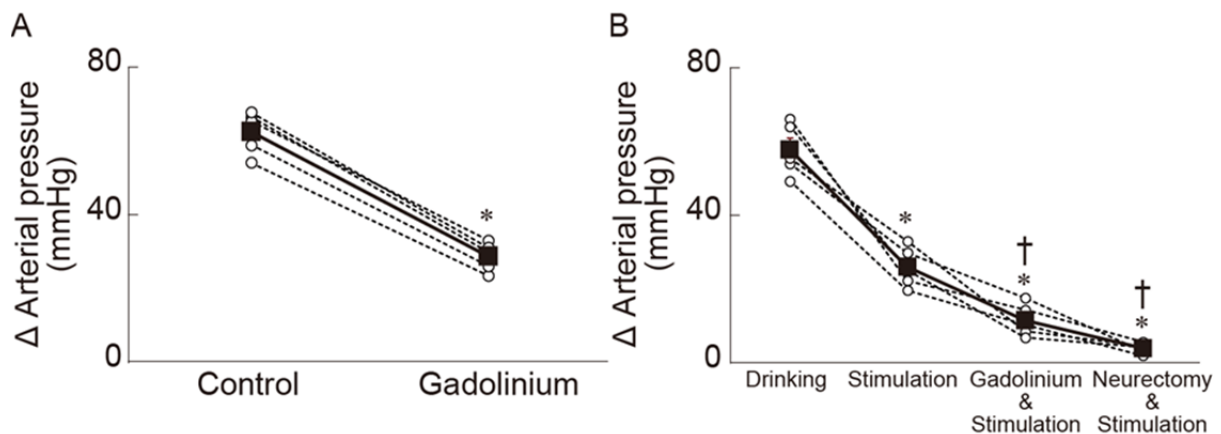 A
Δ Arterial pressure
(mmHg)
80
40
0
*
Control
Gadolinium
B
Δ Arterial pressure
(mmHg)
80
40
0
*
†
*
†
*
Drinking
Stimulation
Gadolinium
&
Stimulation
Neurectomy
&
Stimulation